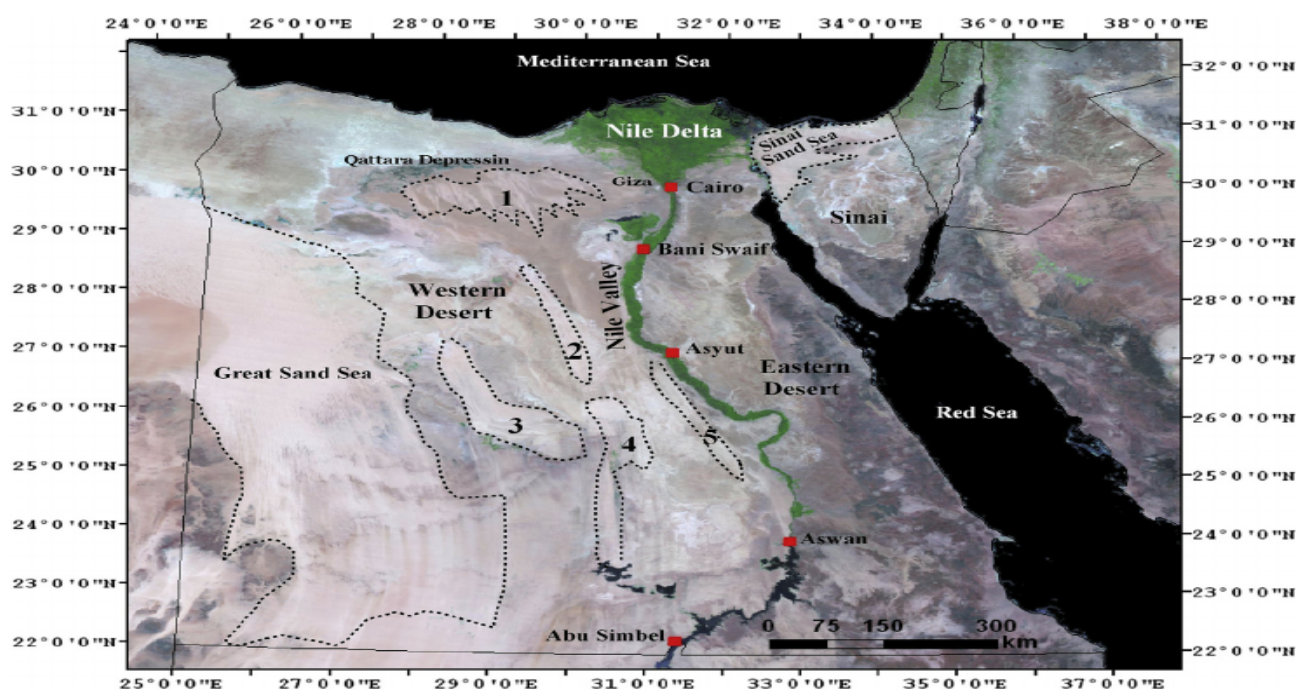 24°0'0"E 26°0'0"E 28°0'0"E 30°0'0"E 32°0'0"E 34°0'0"E 36°0'0"E 38°0'0"E
Mediterranean Sea
32°0'0"N
31°0'0"N
Nile Delta
Sinai
Sand Sea
31°0'0"N
Qattara Depressin
30°0'0"N
Giza
Cairo
30°0'0"N
1
Sinai
29°0'0"N
Bani Swaif
29°0'0"N
28°0'0"N
Western
Desert
Nile Valley
28°0'0"N
27°0'0"N
2
Asyut
27°0'0"N
Great Sand Sea
Eastern
Desert
26°0'0"N
3
4
5
Red Sea
26°0'0"N
25°0'0"N
25°0'0"N
24°0'0"N
Aswan
24°0'0"N
23°0'0"N
23°0'0"N
22°0'0"N
Abu Simbel
0 75 150 300
km
22°0'0"N
25°0'0"E 27°0'0"E 29°0'0"E 31°0'0"E 33°0'0"E 35°0'0"E 37°0'0"E